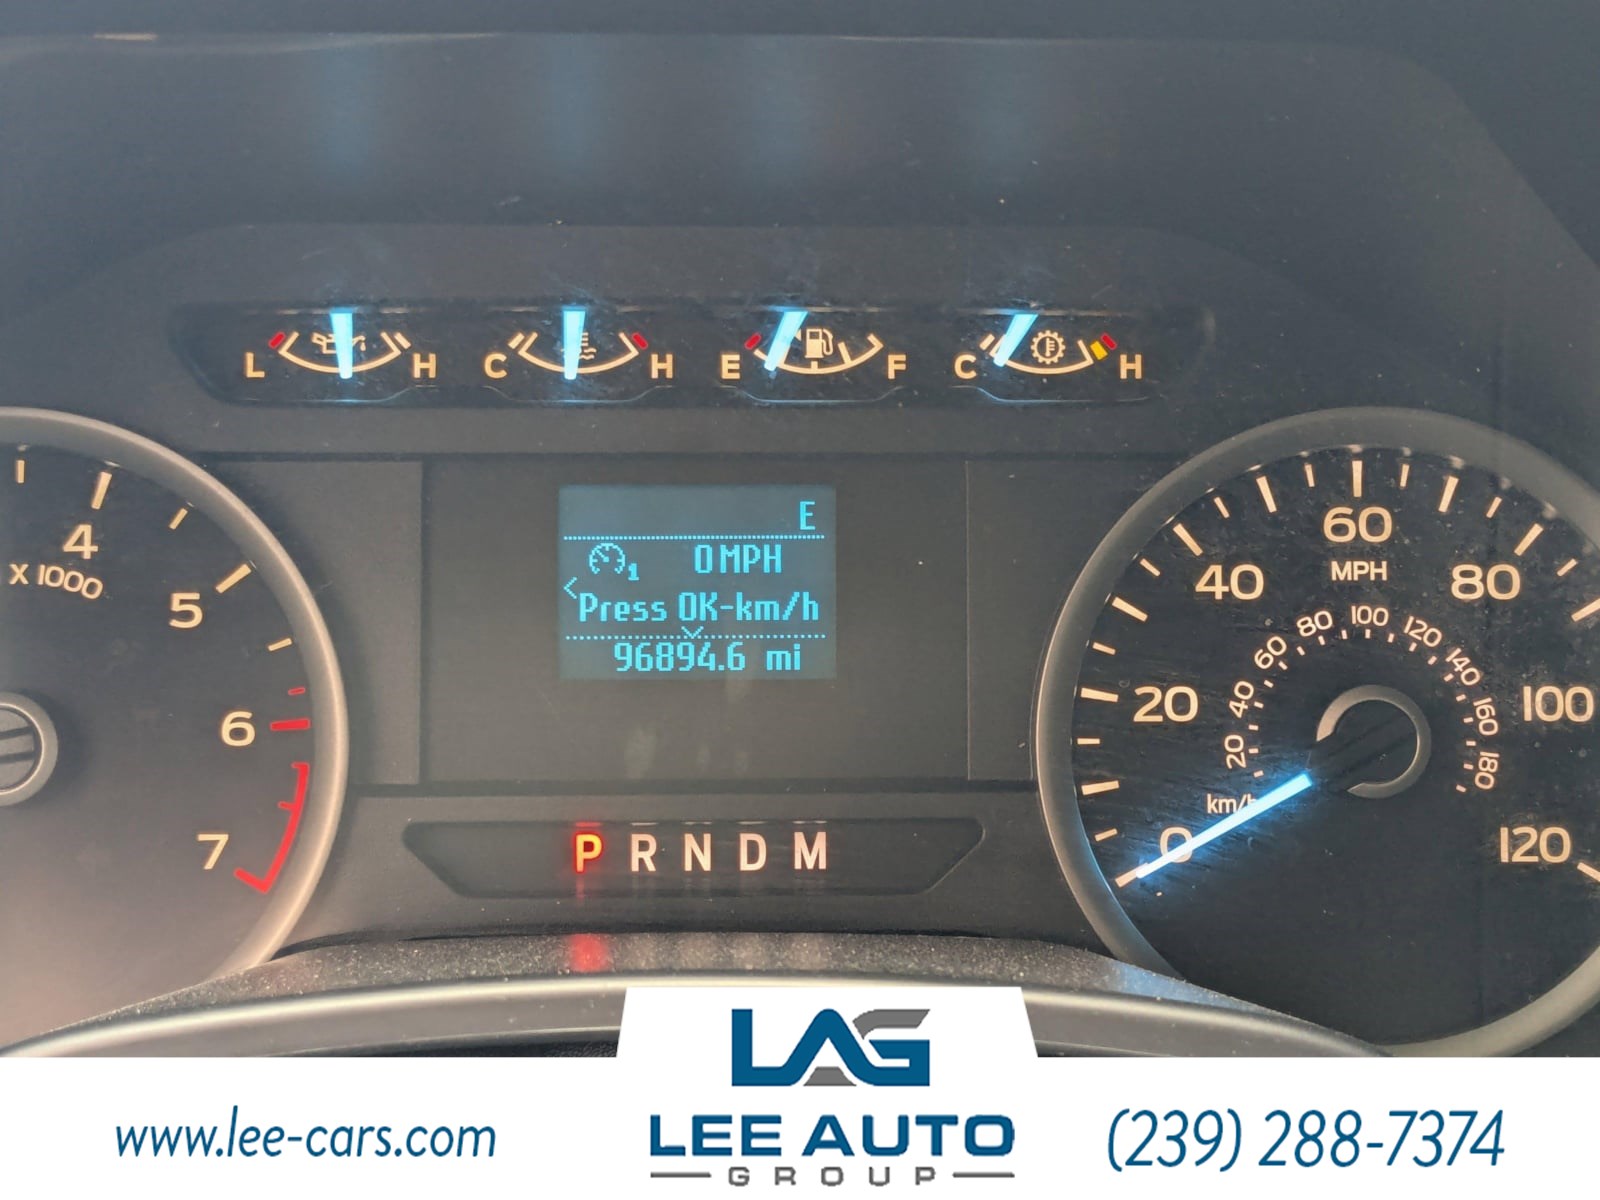 L H C H E F C H
E
0 MPH
1
Press OK-km/h
96894.6 mi
4
X 1000
5
6
7
P R N D M
0 20 40 60 80 100 120
MPH
20 40 60 80 100 120 140 160 180
km/h
LAG
LEE AUTO
GROUP
www.lee-cars.com
(239) 288-7374